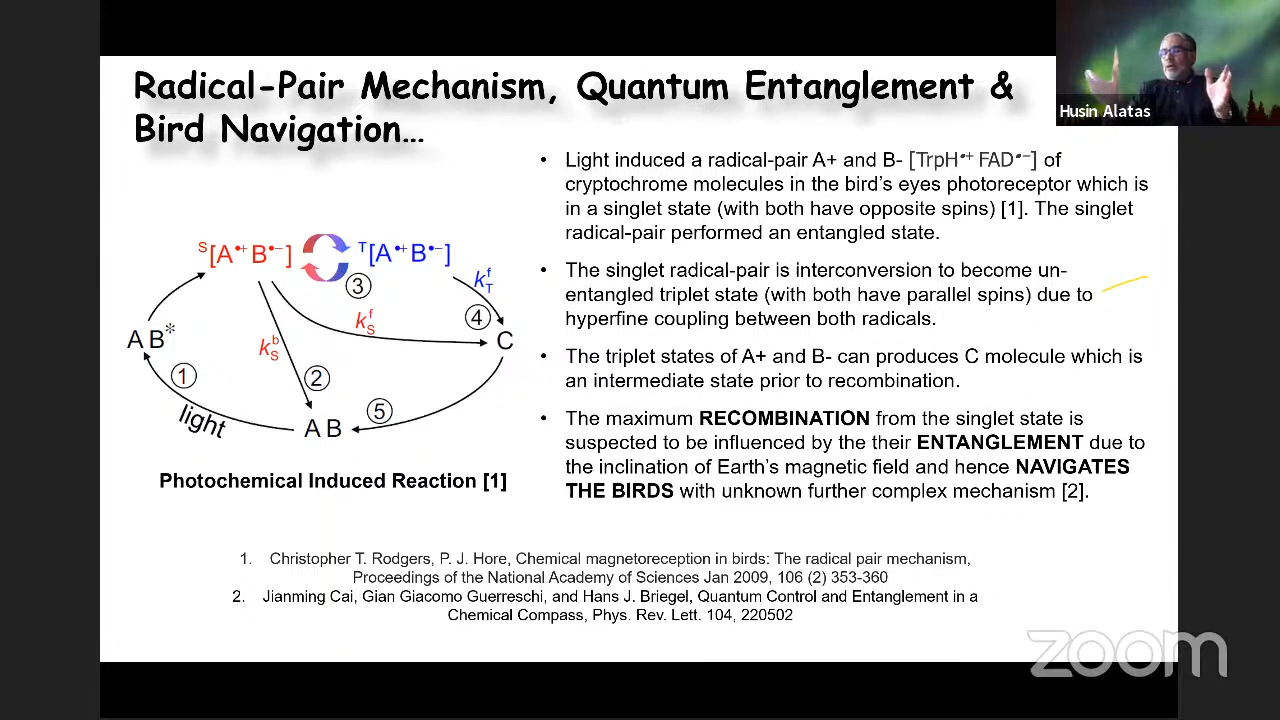 Radical-Pair Mechanism, Quantum Entanglement &
Bird Navigation…
Husin Alatas
• Light induced a radical-pair A+ and B- [TrpH•+ FAD•−] of
cryptochrome molecules in the bird's eyes photoreceptor which is
in a singlet state (with both have opposite spins) [1]. The singlet
radical-pair performed an entangled state.
• The singlet radical-pair is interconversion to become un-
entangled triplet state (with both have parallel spins) due to
hyperfine coupling between both radicals.
• The triplet states of A+ and B- can produces C molecule which is
an intermediate state prior to recombination.
• The maximum RECOMBINATION from the singlet state is
suspected to be influenced by the their ENTANGLEMENT due to
the inclination of Earth's magnetic field and hence NAVIGATES
THE BIRDS with unknown further complex mechanism [2].
S[A•+ B•−]
T[A•+ B•−]
3
kTf
4
kSf
C
A B*
kSb
1
2
light
5
A B
Photochemical Induced Reaction [1]
1. Christopher T. Rodgers, P. J. Hore, Chemical magnetoreception in birds: The radical pair mechanism,
Proceedings of the National Academy of Sciences Jan 2009, 106 (2) 353-360
2. Jianming Cai, Gian Giacomo Guerreschi, and Hans J. Briegel, Quantum Control and Entanglement in a
Chemical Compass, Phys. Rev. Lett. 104, 220502
zoom